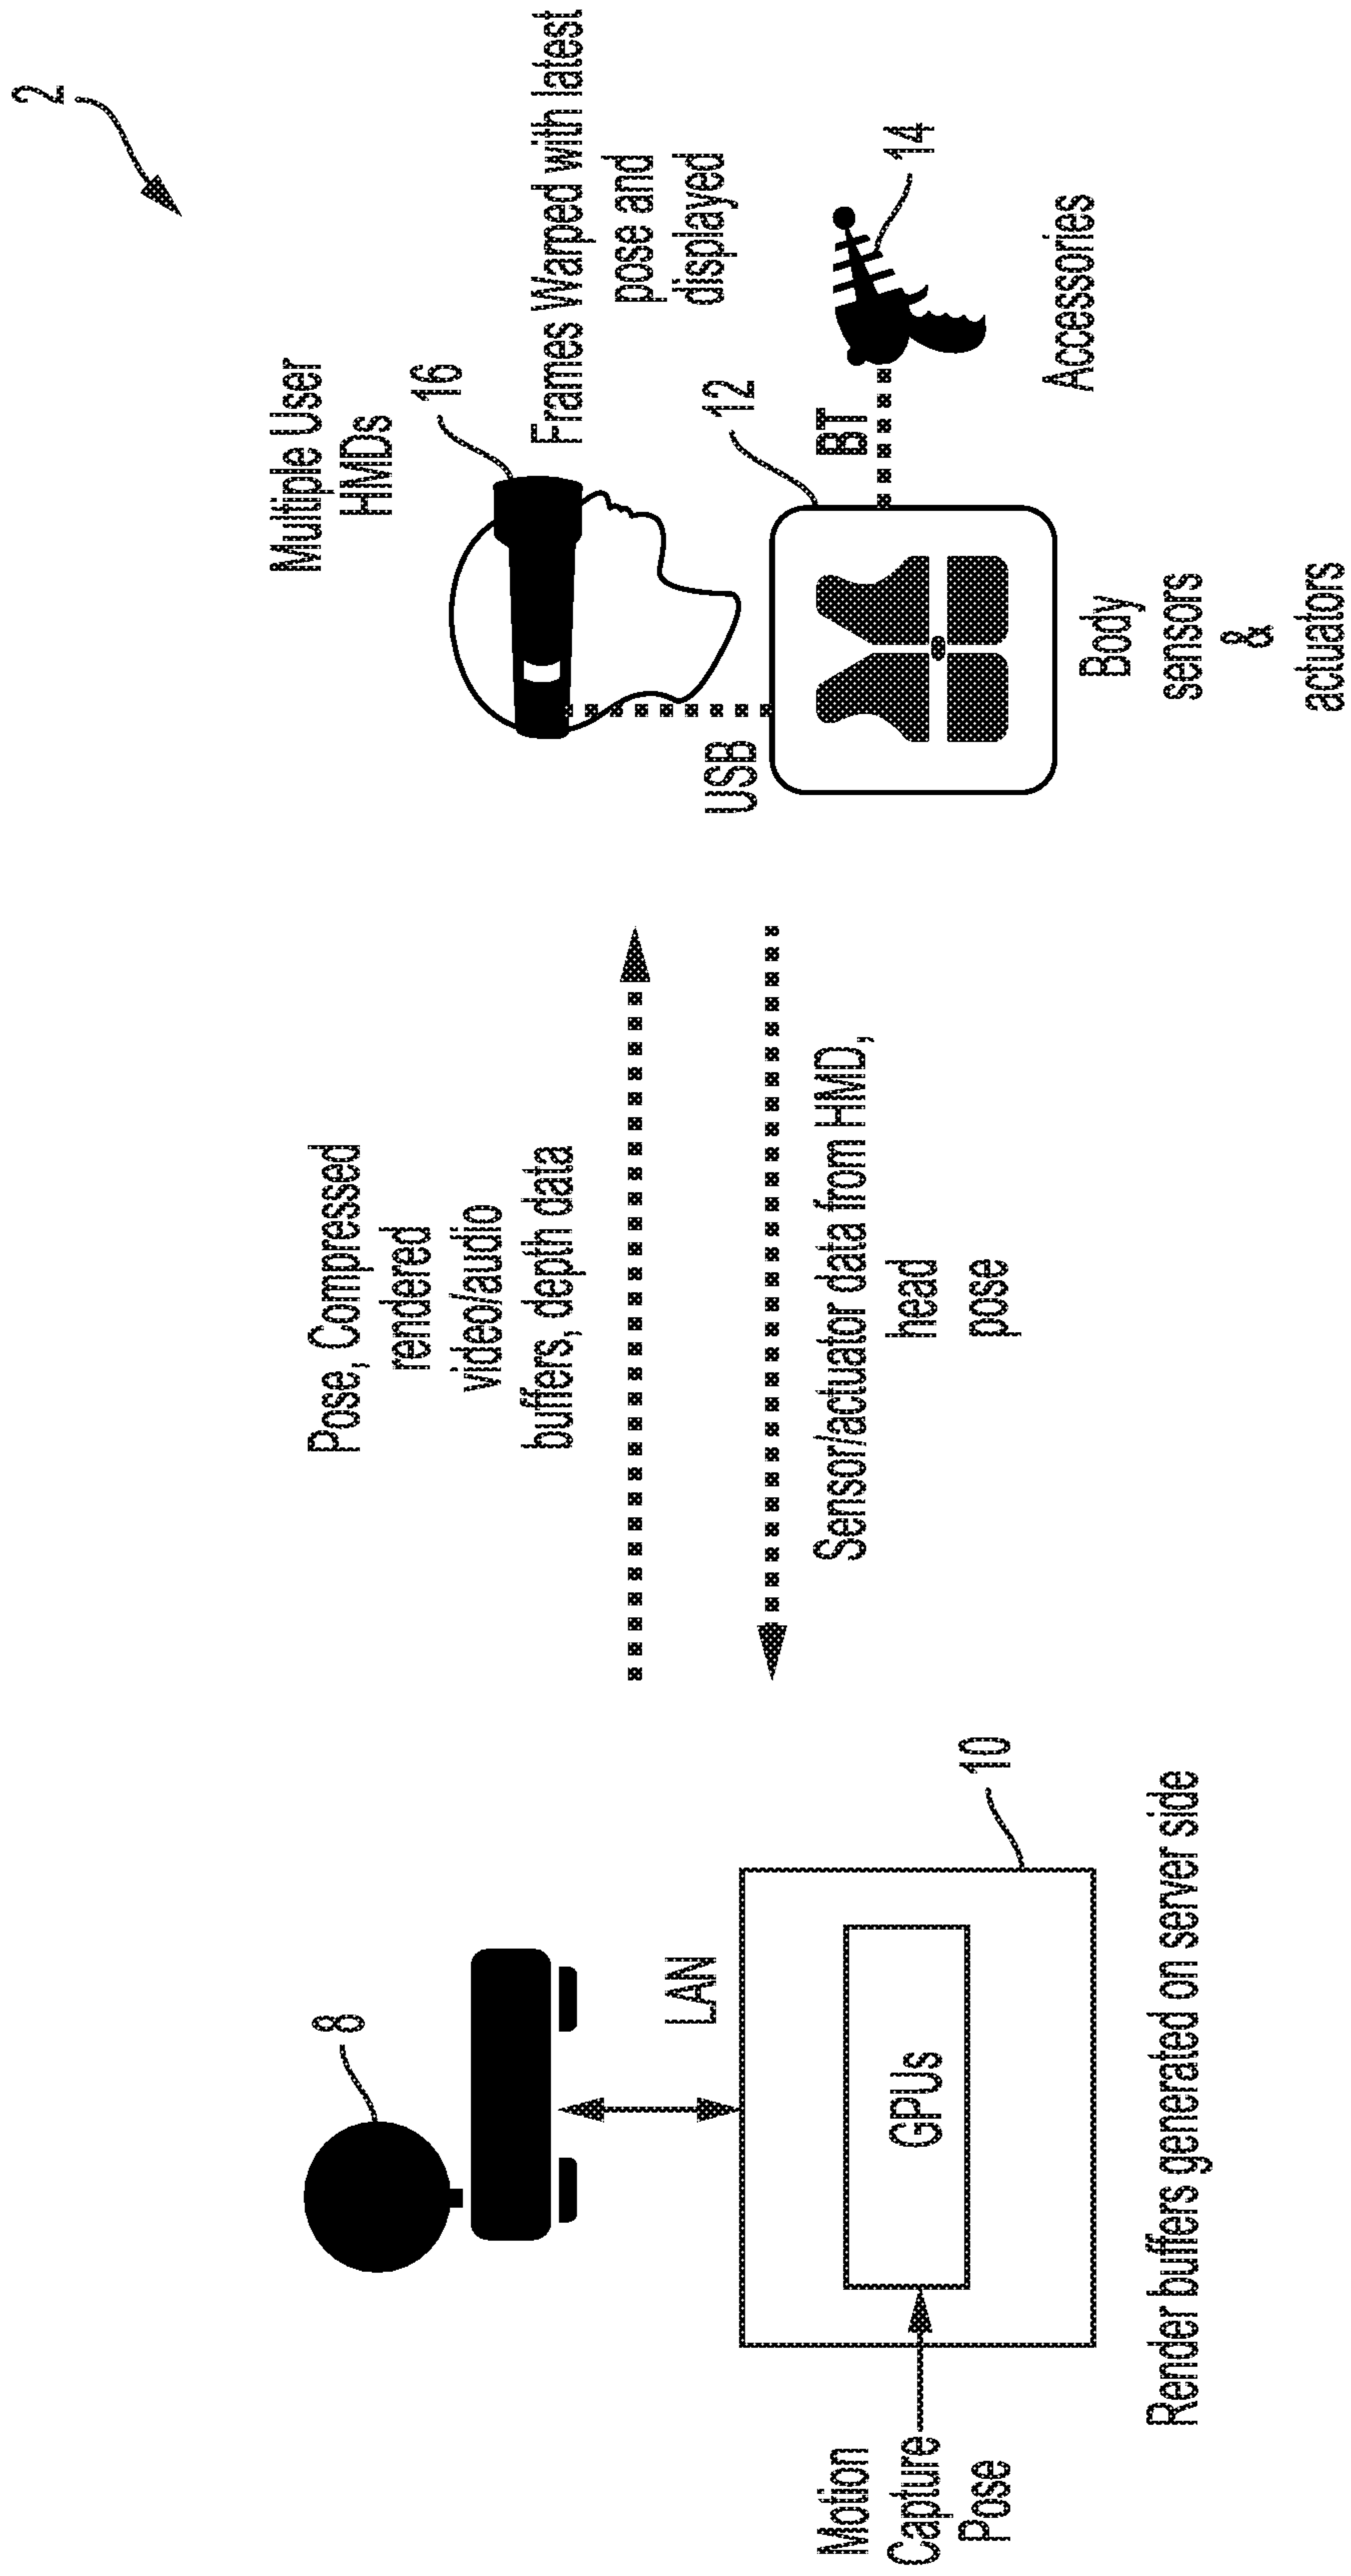 2
8
LAN
GPUs
10
Motion
Capture
Pose
Render buffers generated on server side
Pose, Compressed
rendered
video/audio
buffers, depth data
Sensor/actuator data from HMD,
head
pose
Multiple User
HMDs
16
Frames Warped with latest
pose and
displayed
USB
12
BT
14
Accessories
Body
sensors
&
actuators